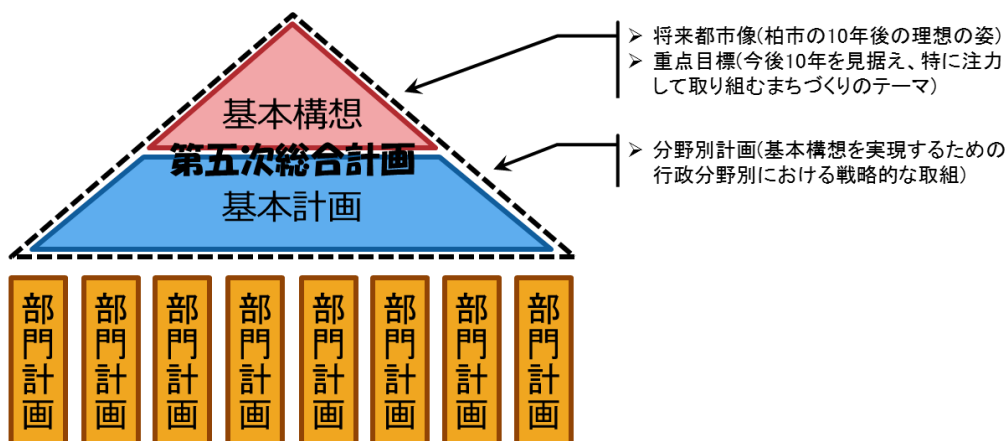 基本構想
第五次総合計画
基本計画
➢ 将来都市像(柏市の10年後の理想の姿)
➢ 重点目標(今後10年を見据え、特に注力
して取り組むまちづくりのテーマ)
➢ 分野別計画(基本構想を実現するための
行政分野別における戦略的な取組)
部門計画
部門計画
部門計画
部門計画
部門計画
部門計画
部門計画
部門計画